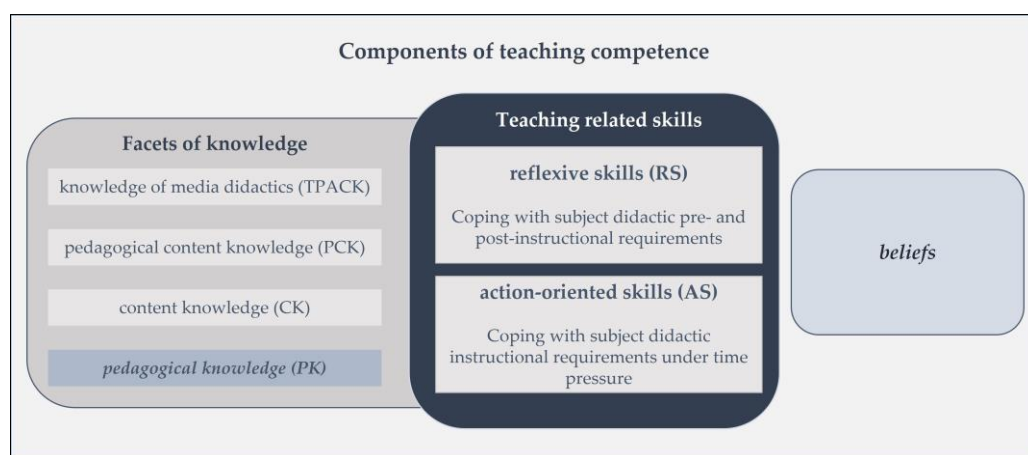 Components of teaching competence
Facets of knowledge
knowledge of media didactics (TPACK)
pedagogical content knowledge (PCK)
content knowledge (CK)
pedagogical knowledge (PK)
Teaching related skills
reflexive skills (RS)
Coping with subject didactic pre- and
post-instructional requirements
action-oriented skills (AS)
Coping with subject didactic
instructional requirements under time
pressure
beliefs